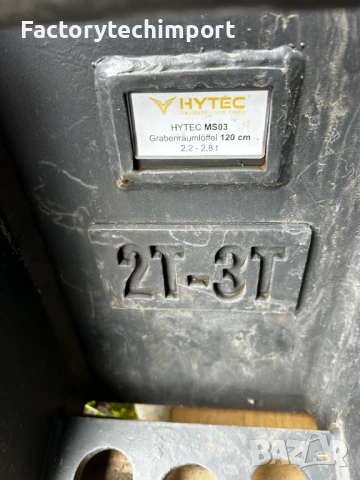 Factorytechimport
HYTEC
HYTEC MS03
Grabenräumlöffel 120 cm
2,2 - 2,8 t
2T-3T
BAZAR